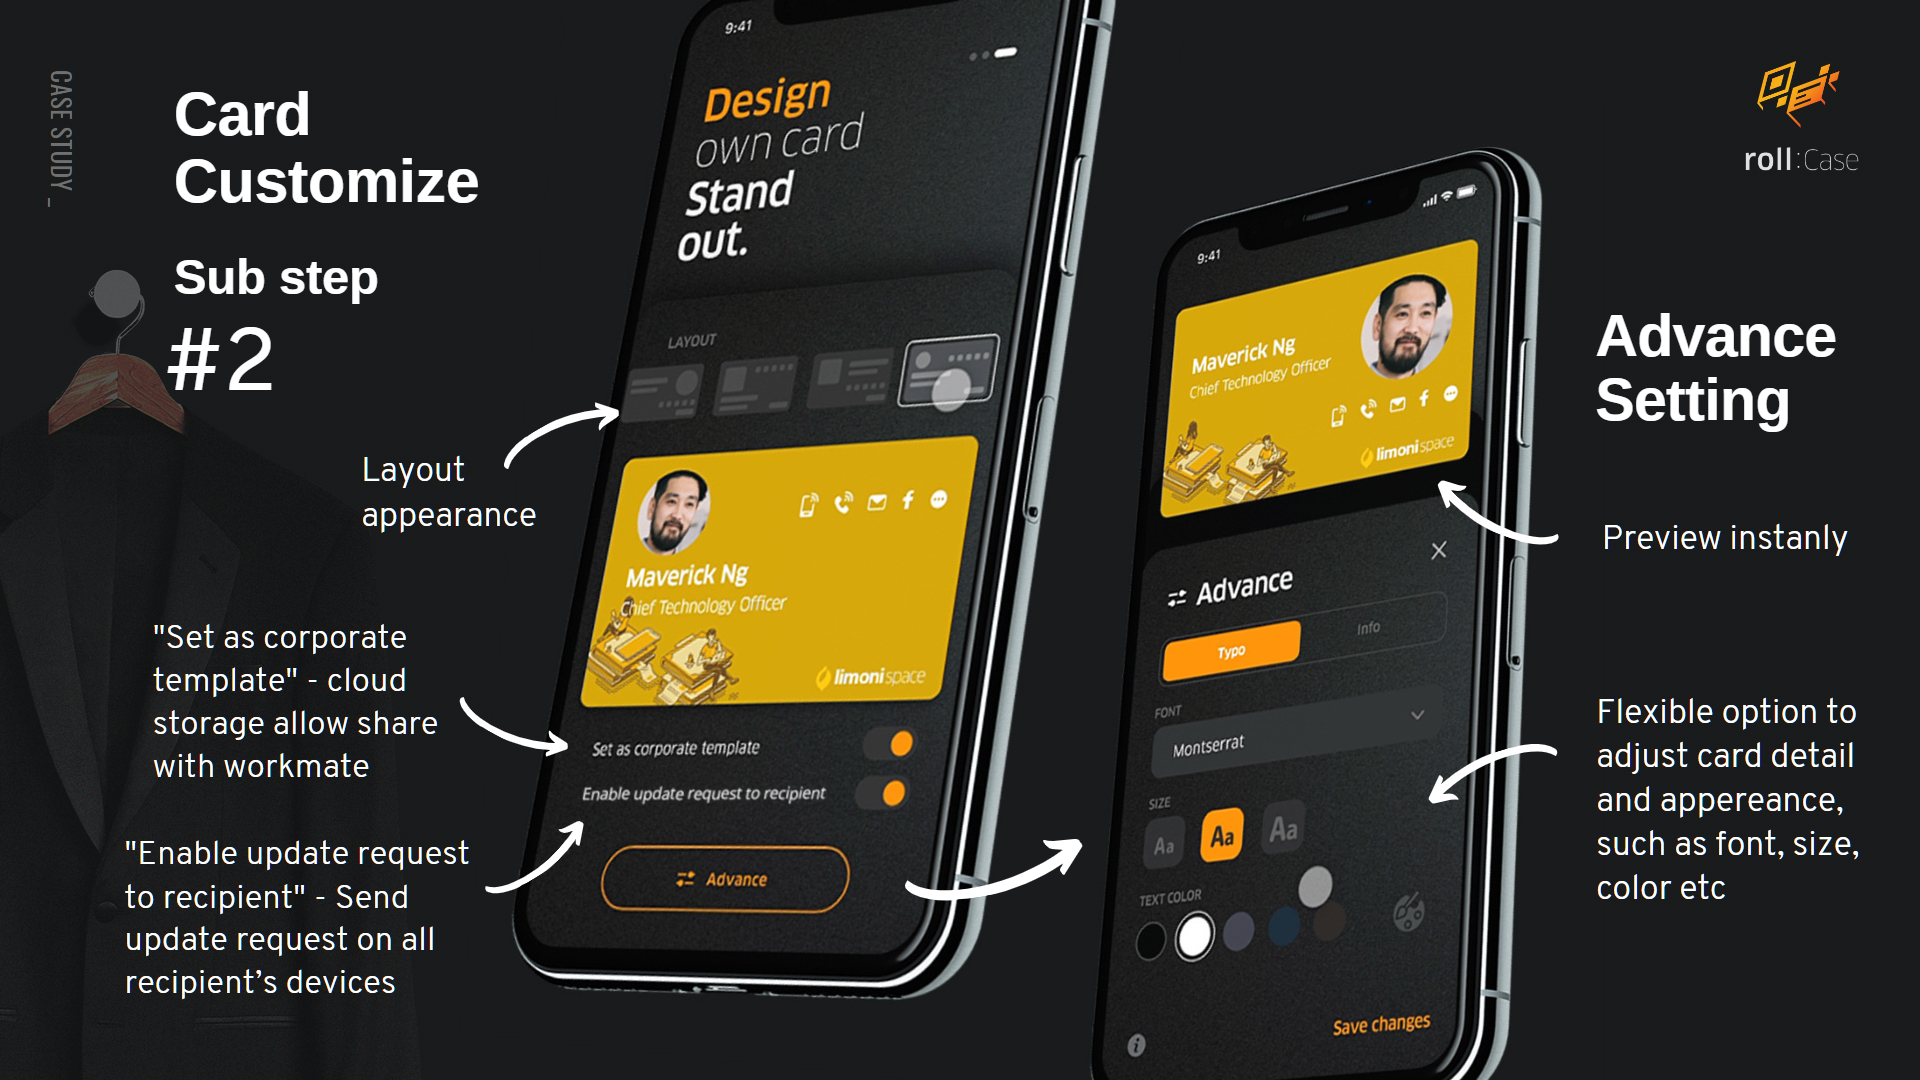 CASE STUDY _
Card
Customize
Sub step
#2
Layout
appearance
"Set as corporate
template" - cloud
storage allow share
with workmate
"Enable update request
to recipient" - Send
update request on all
recipient's devices
9:41
Design
own card
Stand
out.
LAYOUT
Maverick Ng
Chief Technology Officer
limonispace
Set as corporate template
Enable update request to recipient
Advance
9:41
Maverick Ng
Chief Technology Officer
limonispace
Advance
Typo
Info
FONT
Montserrat
SIZE
Aa
Aa
Aa
TEXT COLOR
Save changes
roll:Case
Advance
Setting
Preview instanly
Flexible option to
adjust card detail
and appereance,
such as font, size,
color etc